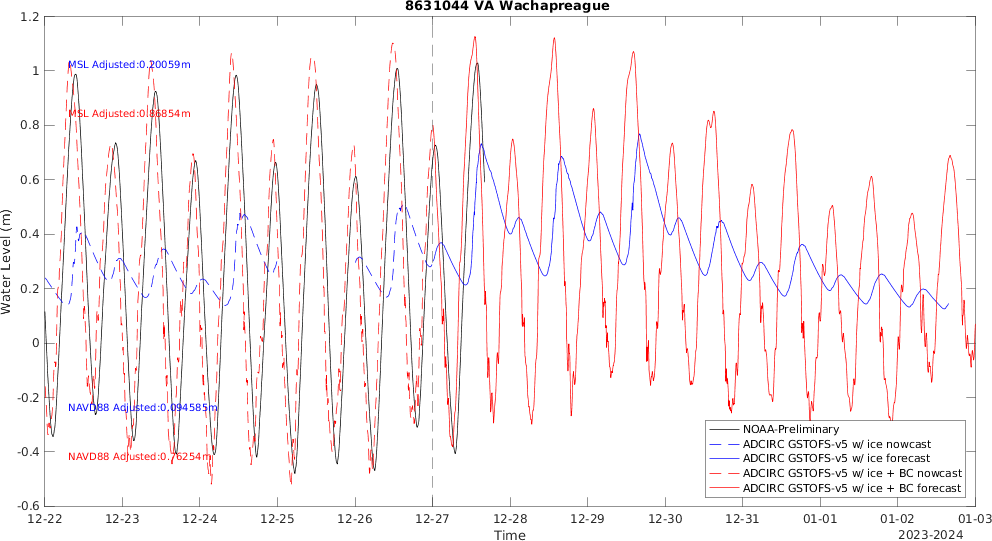 8631044 VA Wachapreague
Water Level (m)
1.2
1
0.8
0.6
0.4
0.2
0
-0.2
-0.4
-0.6
MSL Adjusted:0.20059m
MSL Adjusted:0.86854m
NAVD88 Adjusted:0.094585m
NAVD88 Adjusted:0.76254m
NOAA-Preliminary
ADCIRC GSTOFS-v5 w/ ice nowcast
ADCIRC GSTOFS-v5 w/ ice forecast
ADCIRC GSTOFS-v5 w/ ice + BC nowcast
ADCIRC GSTOFS-v5 w/ ice + BC forecast
12-22 12-23 12-24 12-25 12-26 12-27 12-28 12-29 12-30 12-31 01-01 01-02 01-03
Time
2023-2024